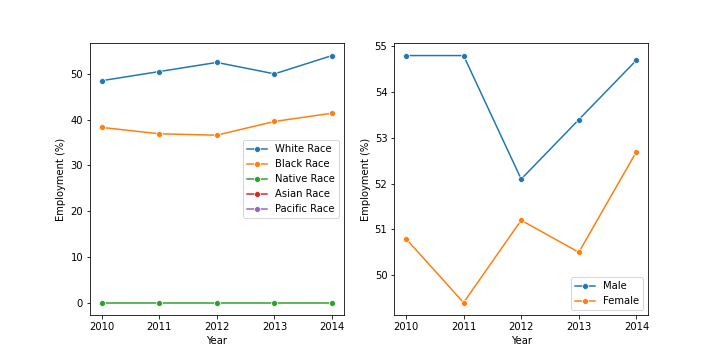 Employment (%)
50
40
30
20
10
0
White Race
Black Race
Native Race
Asian Race
Pacific Race
2010 2011 2012 2013 2014
Year
Employment (%)
55
54
53
52
51
50
Male
Female
2010 2011 2012 2013 2014
Year